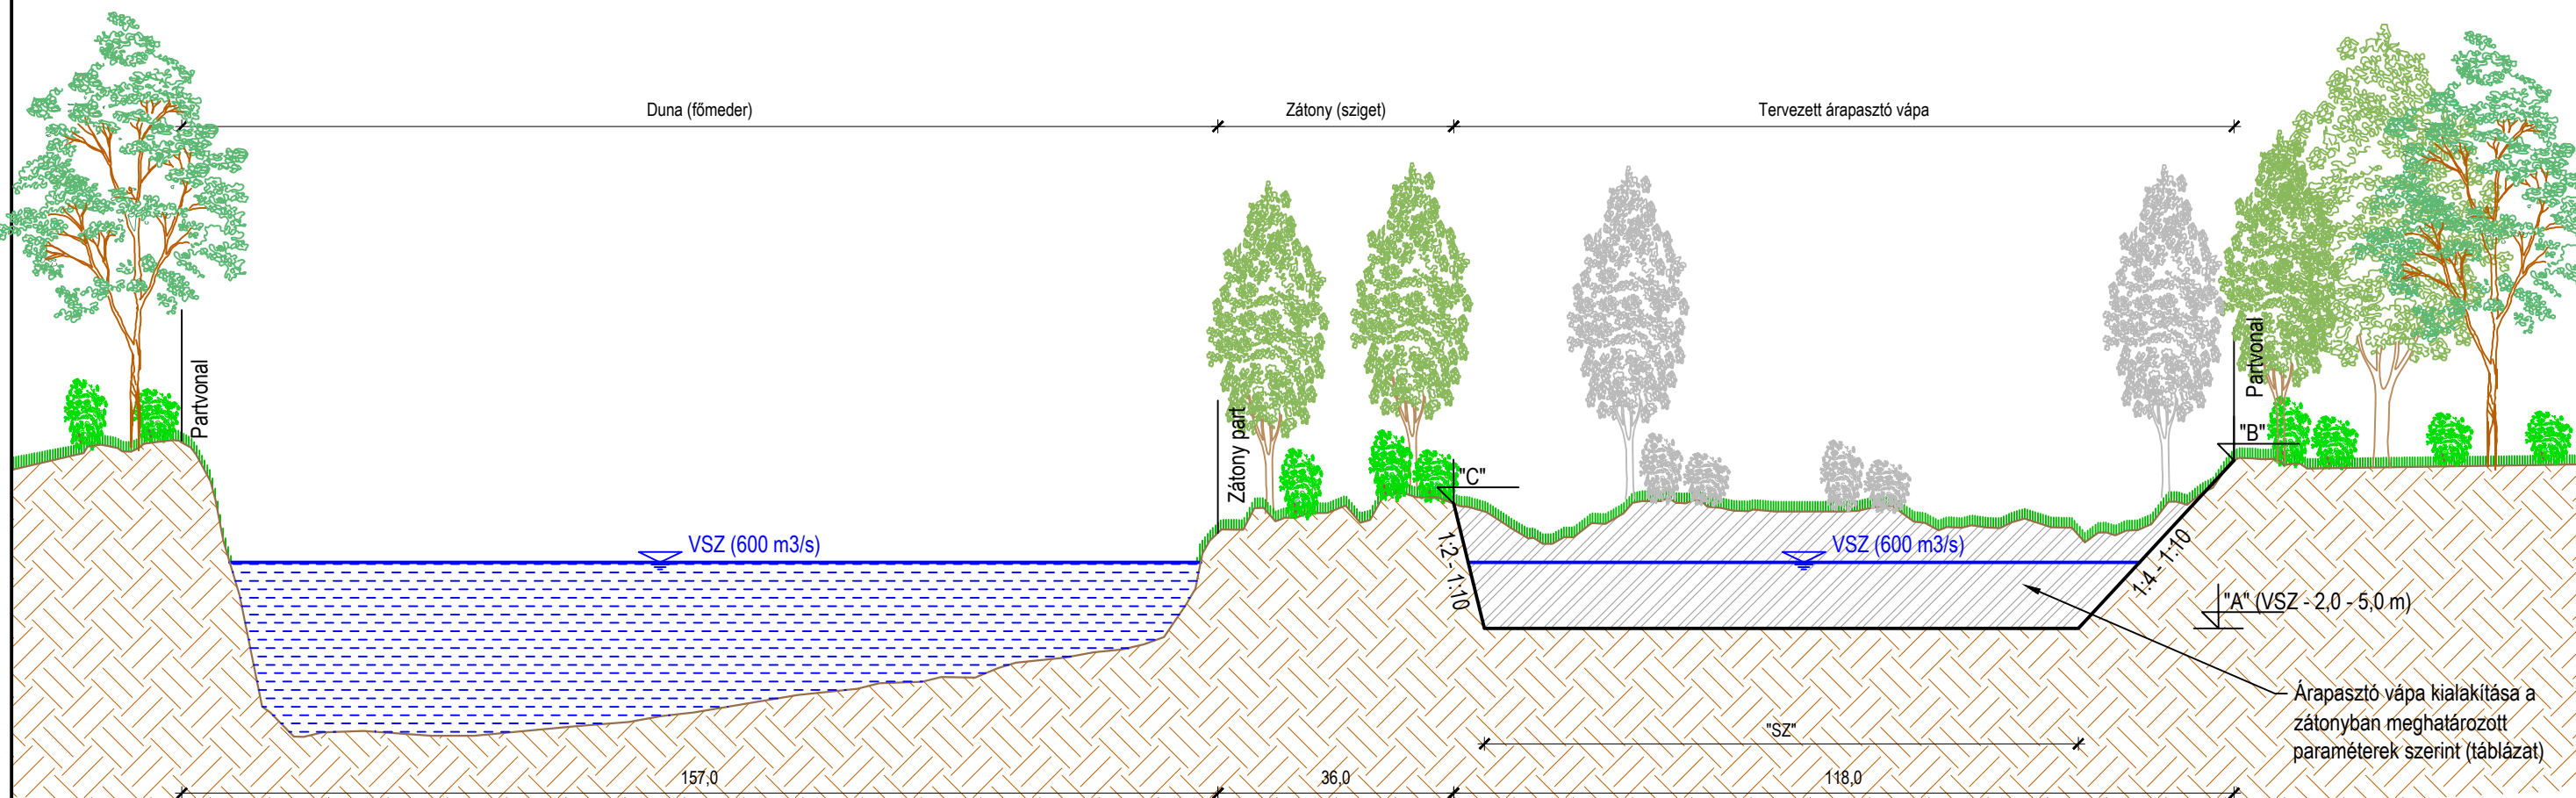 Duna (főmeder)
Zátony (sziget)
Tervezett árapasztó vápa
Partvonal
Zátony part
Partvonal
"B"
"C"
VSZ (600 m3/s)
VSZ (600 m3/s)
1:2 - 1:10
1:4 - 1:10
"A" (VSZ - 2,0 - 5,0 m)
Árapasztó vápa kialakítása a
zátonyban meghatározott
paraméterek szerint (táblázat)
"SZ"
157,0
36,0
118,0